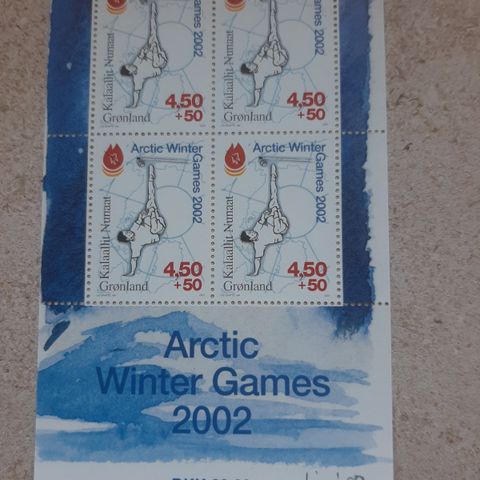 Games 2002
Kalaallit Nunaat
4,50
+50
Grønland
Games 2002
Kalaallit Nunaat
4,50
+50
Grønland
Arctic Winter
Games 2002
Kalaallit Nunaat
4,50
+50
Grønland
Arctic Winter
Games 2002
Kalaallit Nunaat
4,50
+50
Grønland
Arctic
Winter Games
2002